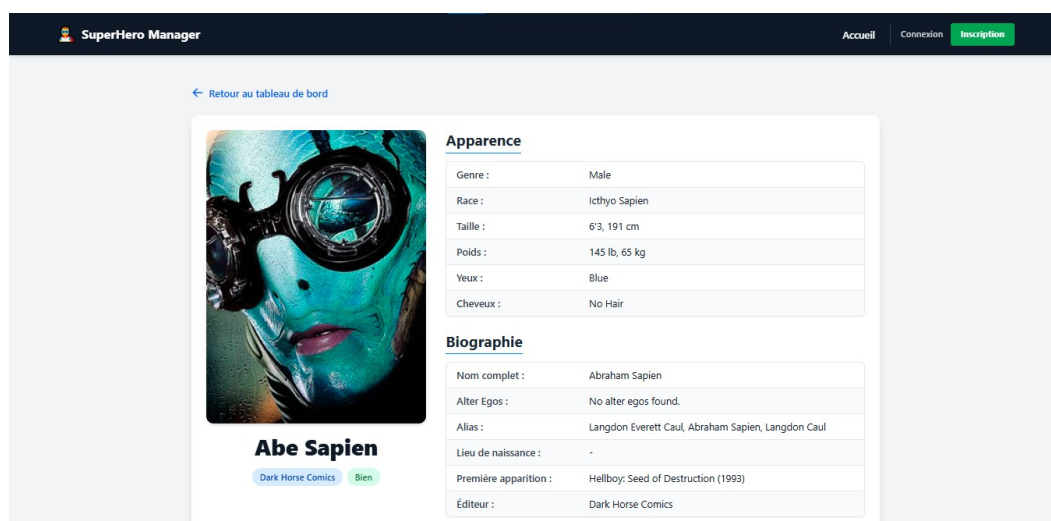 SuperHero Manager
Accueil
Connexion
Inscription
← Retour au tableau de bord
Abe Sapien
Dark Horse Comics
Bien
Apparence
Genre : Male
Race : Icthyo Sapien
Taille : 6'3, 191 cm
Poids : 145 lb, 65 kg
Yeux : Blue
Cheveux : No Hair
Biographie
Nom complet : Abraham Sapien
Alter Egos : No alter egos found.
Alias : Langdon Everett Caul, Abraham Sapien, Langdon Caul
Lieu de naissance : -
Première apparition : Hellboy: Seed of Destruction (1993)
Éditeur : Dark Horse Comics